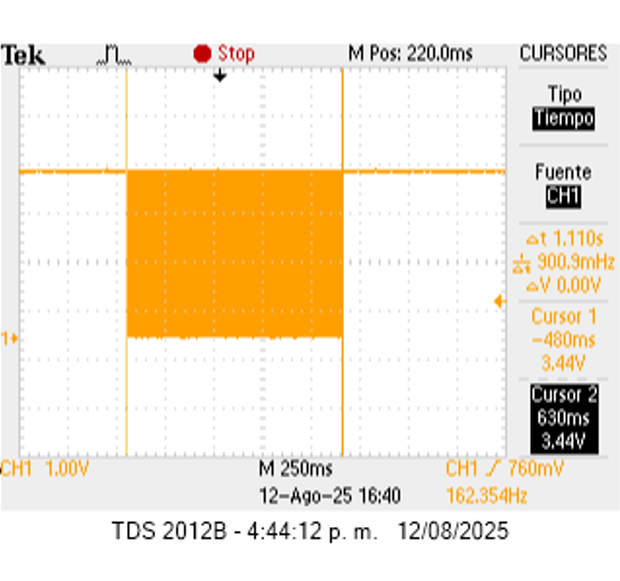 Tek Stop M Pos: 220.0ms CURSORES
Tipo
Tiempo
Fuente
CH1
Δt 1.110s
1/Δt 900.9mHz
ΔV 0.00V
Cursor 1
-480ms
3.44V
Cursor 2
630ms
3.44V
1
CH1 1.00V M 250ms CH1 / 760mV
12-Ago-25 16:40 162.354Hz
TDS 2012B - 4:44:12 p. m. 12/08/2025